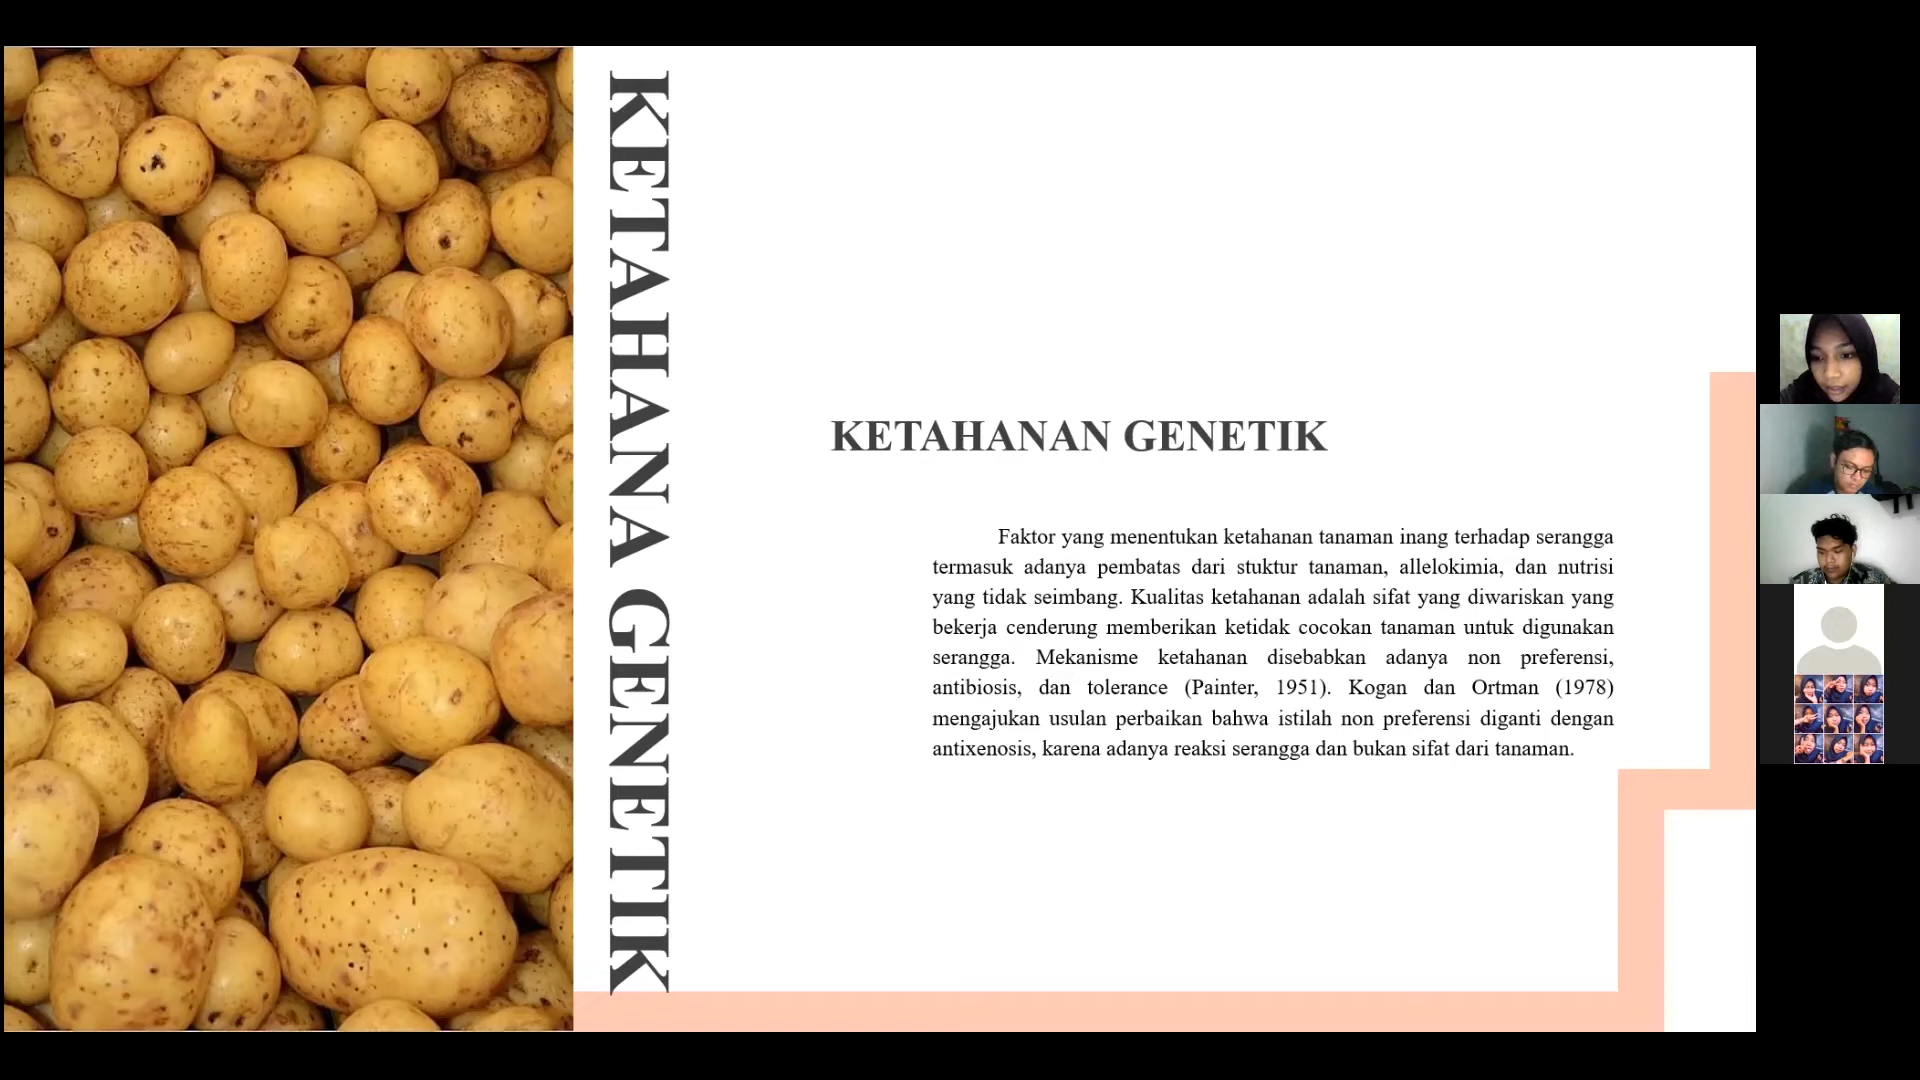 KETAHANA GENETIK
KETAHANAN GENETIK
Faktor yang menentukan ketahanan tanaman inang terhadap serangga
termasuk adanya pembatas dari stuktur tanaman, allelokimia, dan nutrisi
yang tidak seimbang. Kualitas ketahanan adalah sifat yang diwariskan yang
bekerja cenderung memberikan ketidak cocokan tanaman untuk digunakan
serangga. Mekanisme ketahanan disebabkan adanya non preferensi,
antibiosis, dan tolerance (Painter, 1951). Kogan dan Ortman (1978)
mengajukan usulan perbaikan bahwa istilah non preferensi diganti dengan
antixenosis, karena adanya reaksi serangga dan bukan sifat dari tanaman.